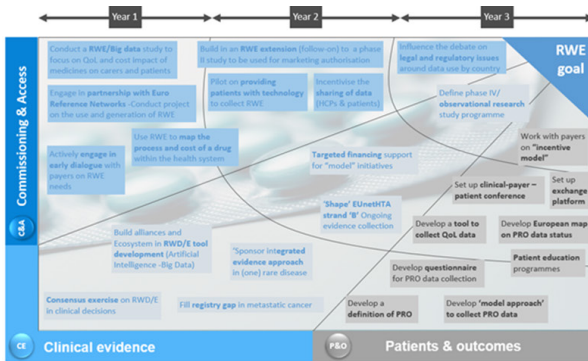 Year 1
Year 2
Year 3
Conduct a RWE/Big data study to
focus on QoL and cost impact of
medicines on carers and patients
Build in an RWE extension (follow-on) to a phase
II study to be used for marketing authorisation
Influence the debate on
legal and regulatory issues
around data use by country
RWE
goal
Engage in partnership with Euro
Reference Networks -Conduct project
on the use and generation of RWE
Pilot on providing
patients with technology
to collect RWE
Incentivise the
sharing of data
(HCPs & patients)
Define phase IV/
observational research
study programme
Commissioning & Access
C&A
Actively engage in
early dialogue with
payers on RWE
needs
Use RWE to map the
process and cost of a drug
within the health system
Targeted financing support
for "model" initiatives
Work with payers
on "incentive
model"
Set up clinical-payer –
patient conference
Set up
exchange
platform
'Shape' EUnetHTA
strand 'B' Ongoing
evidence collection
Build alliances and
Ecosystem in RWD/E tool
development (Artificial
Intelligence -Big Data)
'Sponsor integrated
evidence approach
in (one) rare disease
Develop a tool to
collect QoL data
Develop European map
on PRO data status
Develop questionnaire
for PRO data collection
Patient education
programmes
Consensus exercise on RWD/E
in clinical decisions
Fill registry gap in metastatic cancer
Develop a
definition of PRO
Develop 'model approach'
to collect PRO data
CE
Clinical evidence
P&O
Patients & outcomes